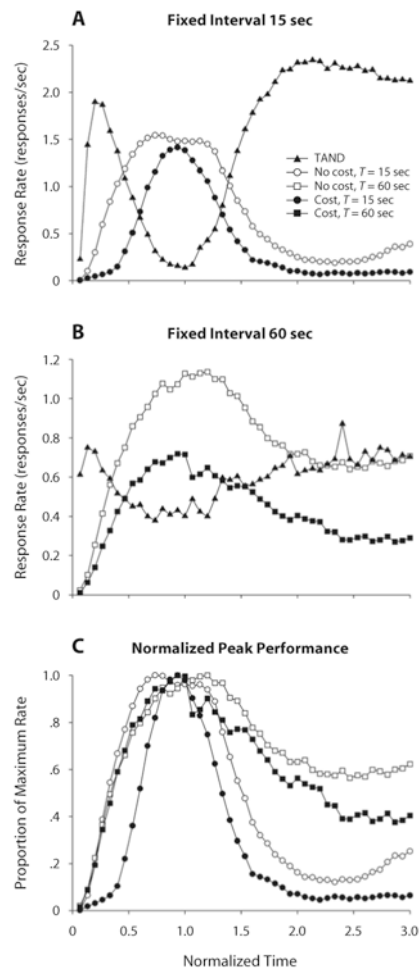 A Fixed Interval 15 sec
2.5
2.0
1.5
1.0
0.5
0
Response Rate (responses/sec)
TAND
No cost, T = 15 sec
No cost, T = 60 sec
Cost, T = 15 sec
Cost, T = 60 sec
B Fixed Interval 60 sec
1.2
1.0
0.8
0.6
0.4
0.2
0
Response Rate (responses/sec)
C Normalized Peak Performance
1.0
.8
.6
.4
.2
0
Proportion of Maximum Rate
0 0.5 1.0 1.5 2.0 2.5 3.0
Normalized Time